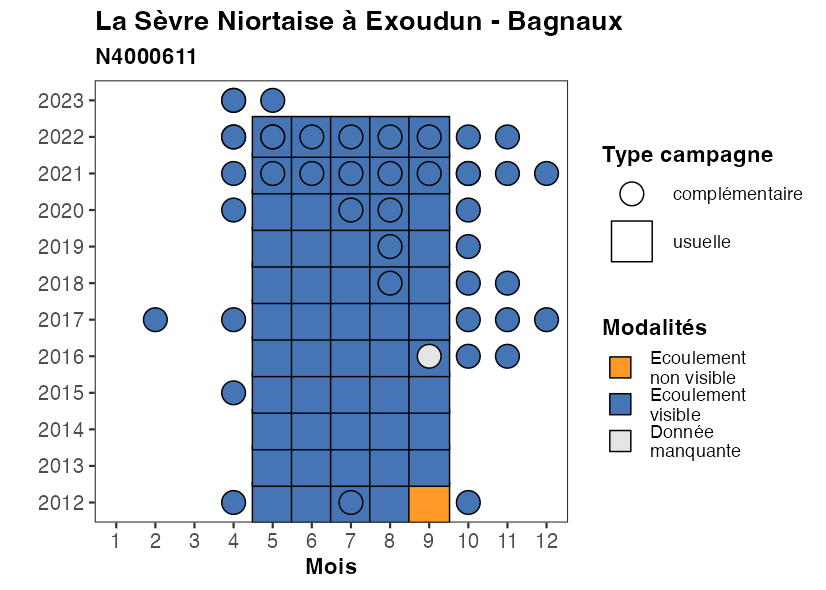 La Sèvre Niortaise à Exoudun - Bagnaux
N4000611
2023
2022
2021
2020
2019
2018
2017
2016
2015
2014
2013
2012
1 2 3 4 5 6 7 8 9 10 11 12
Mois
Type campagne
complémentaire
usuelle
Modalités
Ecoulement
non visible
Ecoulement
visible
Donnée
manquante